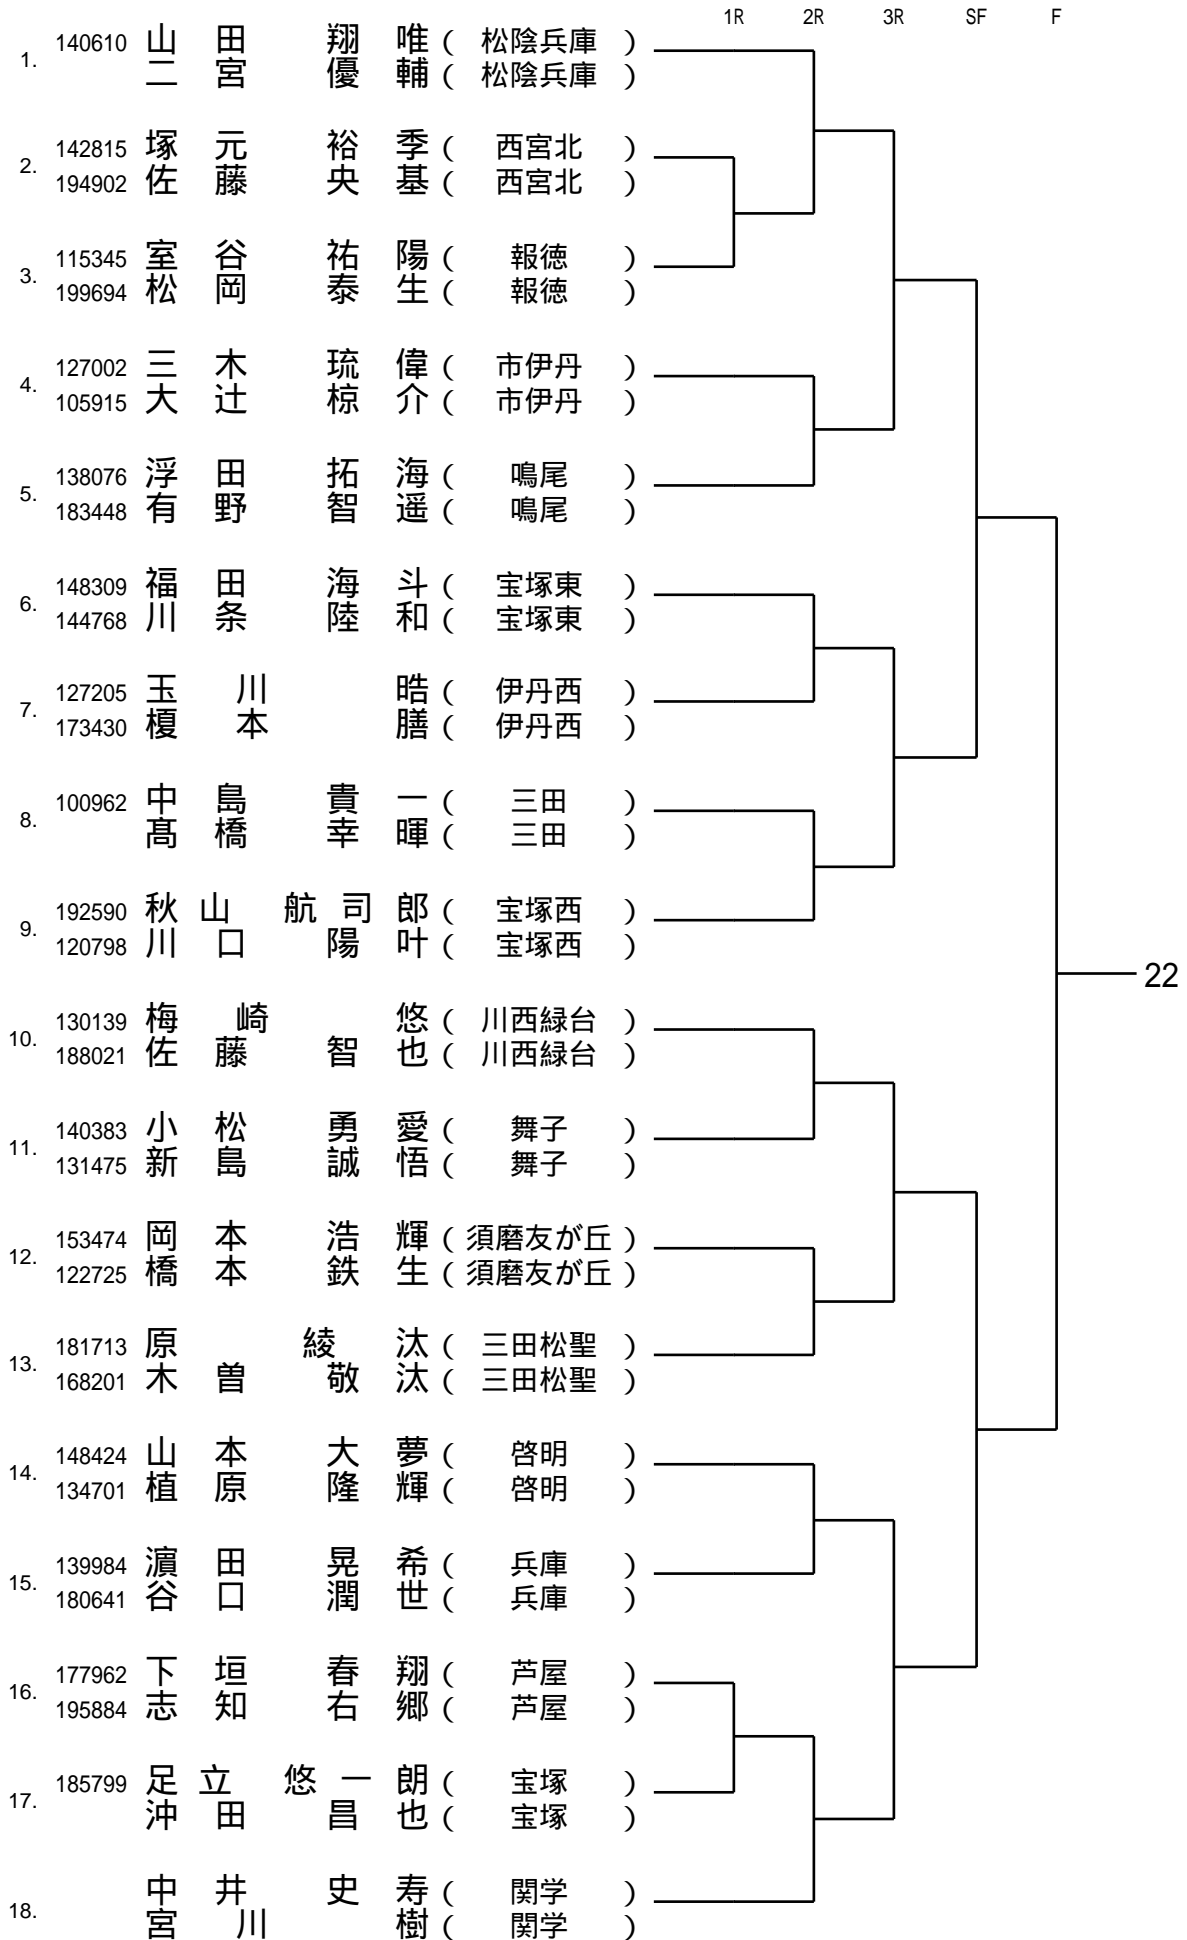 1R 2R 3R SF F
1. 140610 山田 翔唯 ( 松陰兵庫 )
二宮 優輔 ( 松陰兵庫 )
2. 142815 塚元 裕季 ( 西宮北 )
194902 佐藤 央基 ( 西宮北 )
3. 115345 室谷 祐陽 ( 報徳 )
199694 松岡 泰生 ( 報徳 )
4. 127002 三木 琉偉 ( 市伊丹 )
105915 大辻 椋介 ( 市伊丹 )
5. 138076 浮田 拓海 ( 鳴尾 )
183448 有野 智遥 ( 鳴尾 )
6. 148309 福田 海斗 ( 宝塚東 )
144768 川条 陸和 ( 宝塚東 )
7. 127205 玉川 晧 ( 伊丹西 )
173430 榎本 膳 ( 伊丹西 )
8. 100962 中島 貴一 ( 三田 )
髙橋 幸暉 ( 三田 )
9. 192590 秋山 航司郎 ( 宝塚西 )
120798 川口 陽叶 ( 宝塚西 )
22
10. 130139 梅崎 悠 ( 川西緑台 )
188021 佐藤 智也 ( 川西緑台 )
11. 140383 小松 勇愛 ( 舞子 )
131475 新島 誠悟 ( 舞子 )
12. 153474 岡本 浩輝 ( 須磨友が丘 )
122725 橋本 鉄生 ( 須磨友が丘 )
13. 181713 原 綾汰 ( 三田松聖 )
168201 木曽 敬汰 ( 三田松聖 )
14. 148424 山本 大夢 ( 啓明 )
134701 植原 隆輝 ( 啓明 )
15. 139984 濵田 晃希 ( 兵庫 )
180641 谷口 潤世 ( 兵庫 )
16. 177962 下垣 春翔 ( 芦屋 )
195884 志知 右郷 ( 芦屋 )
17. 185799 足立 悠一朗 ( 宝塚 )
沖田 昌也 ( 宝塚 )
18. 中井 史寿 ( 関学 )
宮川 樹 ( 関学 )